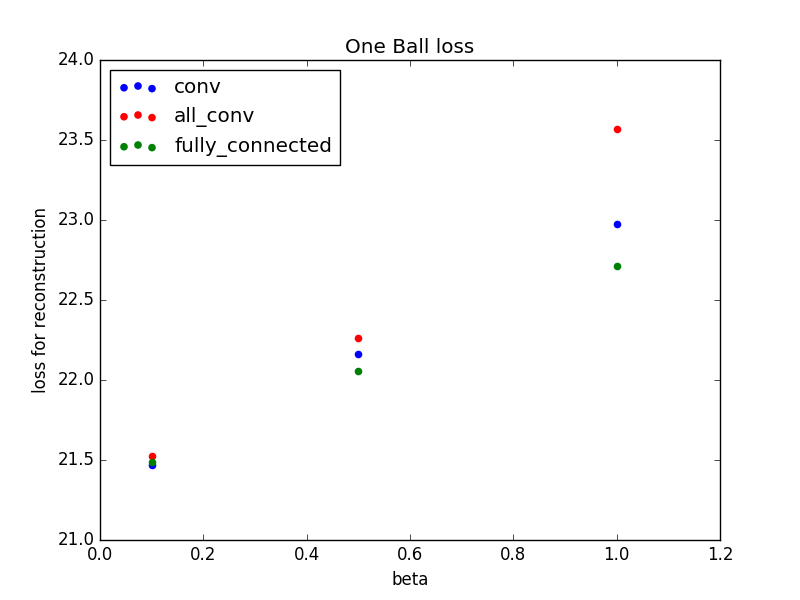 One Ball loss
24.0
23.5
23.0
22.5
22.0
21.5
21.0
loss for reconstruction
conv
all_conv
fully_connected
0.0 0.2 0.4 0.6 0.8 1.0 1.2
beta